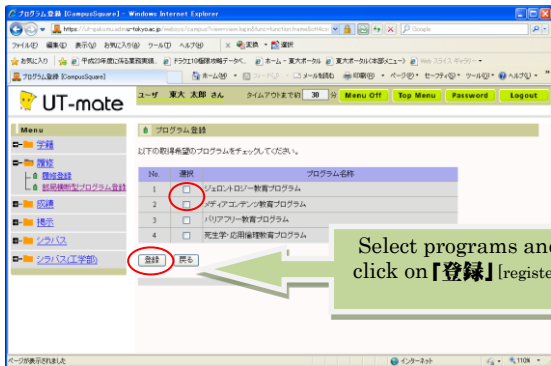 プログラム登録 [CampusSquare] - Windows Internet Explorer
ファイル(F) 編集(E) 表示(V) お気に入り(A) ツール(T) ヘルプ(H) × 変換 ・ 選択
お気に入り
ホーム(M)
プログラム登録 [CampusSquare]
UT-mate
ユーザ 東大 太郎 さん タイムアウトまで約 30 分 Menu Off Top Menu Password Logout
Menu
学籍
履修
履修登録
部局横断型プログラム登録
成績
掲示
シラバス
シラバス(工学部)
プログラム登録
以下の取得希望のプログラムをチェックしてください。
No. 選択 プログラム名称
1 ジェロントロジー教育プログラム
2 メディアコンテンツ教育プログラム
3 バリアフリー教育プログラム
4 死生学・応用倫理教育プログラム
登録 戻る
Select programs and
click on『登録』[registe
ページが表示されました
インターネット
110%